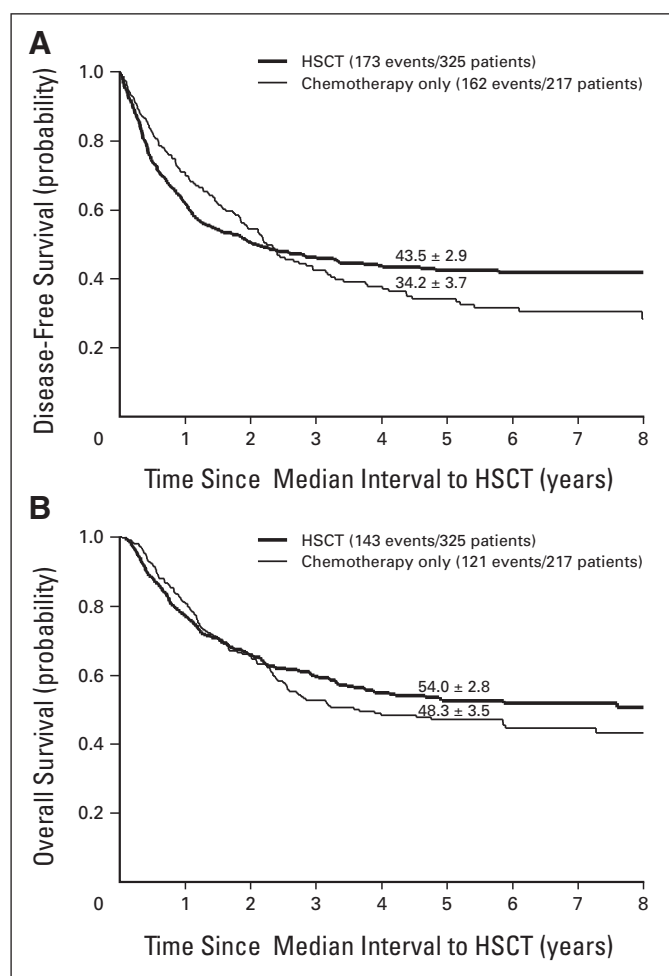 A
HSCT (173 events/325 patients)
Chemotherapy only (162 events/217 patients)
1.0
0.8
0.6
0.4
0.2
0
43.5 ± 2.9
34.2 ± 3.7
1 2 3 4 5 6 7 8
Disease-Free Survival (probability)
Time Since Median Interval to HSCT (years)
B
HSCT (143 events/325 patients)
Chemotherapy only (121 events/217 patients)
1.0
0.8
0.6
0.4
0.2
0
54.0 ± 2.8
48.3 ± 3.5
1 2 3 4 5 6 7 8
Overall Survival (probability)
Time Since Median Interval to HSCT (years)